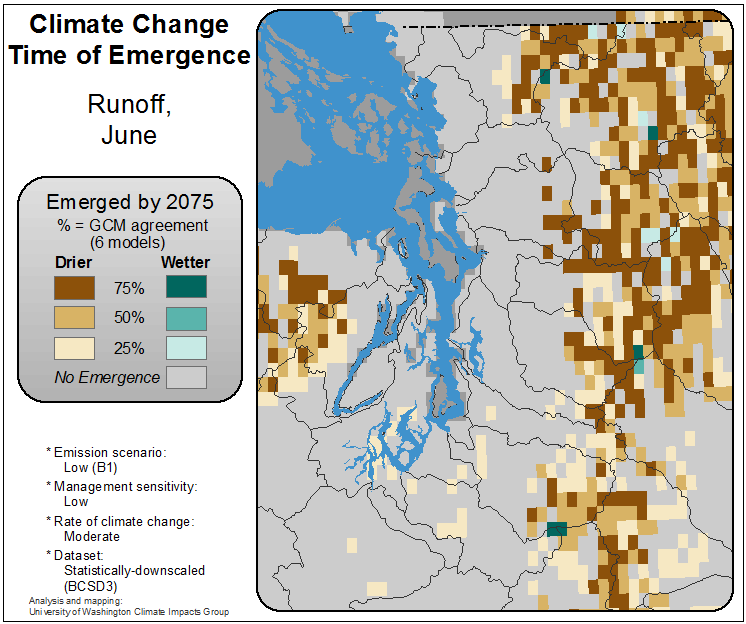 Climate Change
Time of Emergence
Runoff,
June
Emerged by 2075
% = GCM agreement
(6 models)
Drier Wetter
75%
50%
25%
No Emergence
* Emission scenario:
Low (B1)
* Management sensitivity:
Low
* Rate of climate change:
Moderate
* Dataset:
Statistically-downscaled
(BCSD3)
Analysis and mapping:
University of Washington Climate Impacts Group